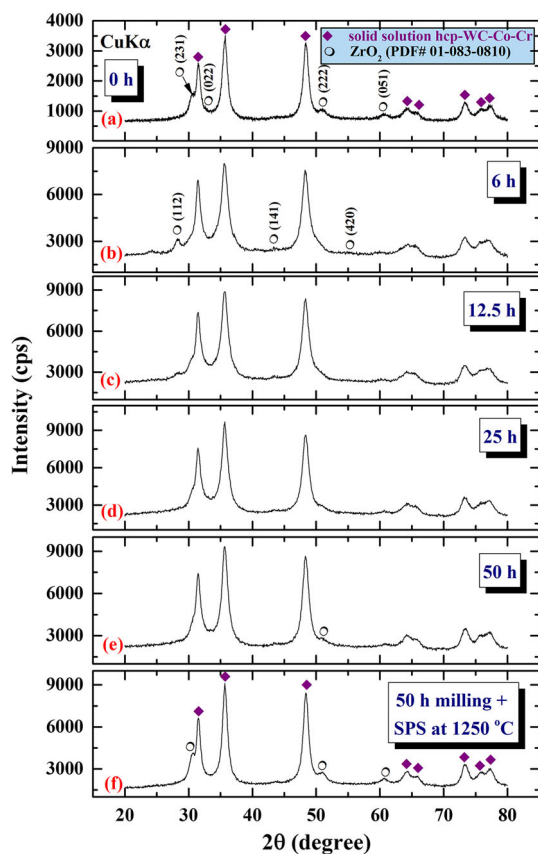 CuKα
0 h
(231)
(022)
(222)
(051)
solid solution hcp-WC-Co-Cr
ZrO2 (PDF# 01-083-0810)
4000
3000
2000
1000
(a)
6 h
(112)
(141)
(420)
9000
6000
3000
(b)
12.5 h
9000
6000
3000
(c)
25 h
9000
6000
3000
(d)
50 h
9000
6000
3000
(e)
50 h milling +
SPS at 1250 °C
9000
6000
3000
(f)
Intensity (cps)
20 30 40 50 60 70 80
2θ (degree)